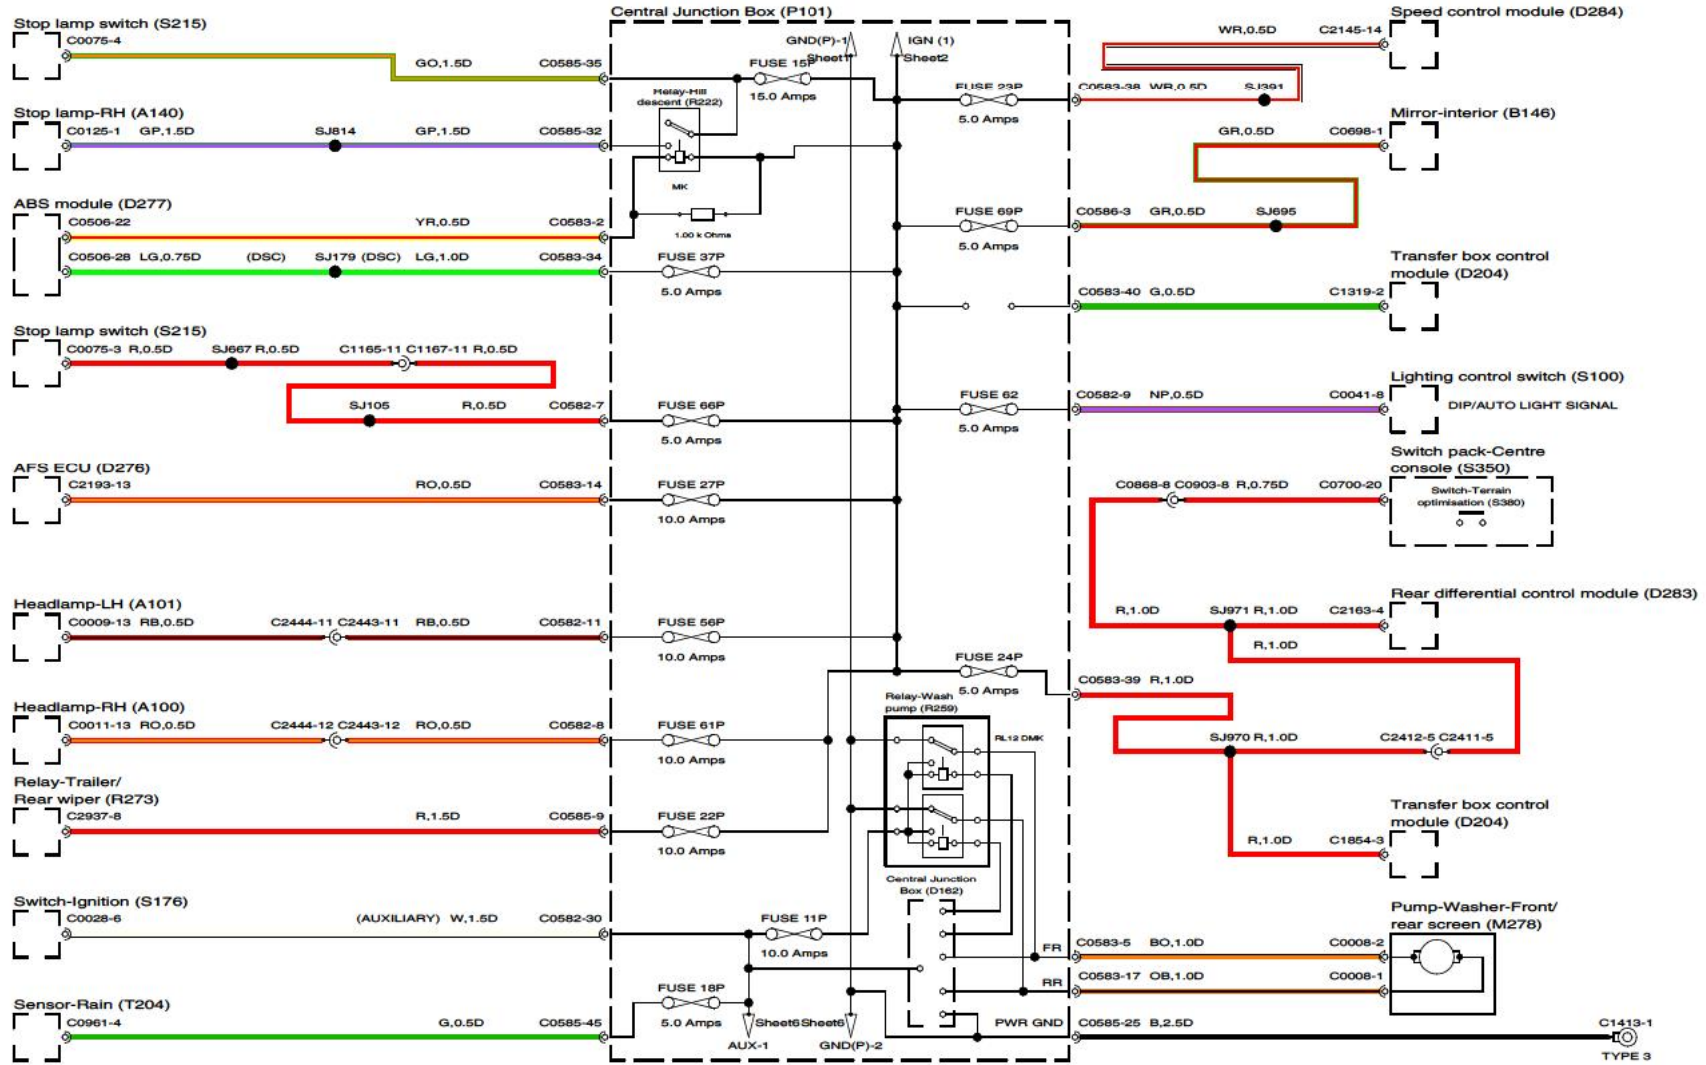 Stop lamp switch (S215)
C0075-4
GO,1.5D
C0585-35
Stop lamp-RH (A140)
C0125-1 GP,1.5D
SJ814
GP,1.5D
C0585-32
ABS module (D277)
C0506-22
YR,0.5D
C0583-2
C0506-28 LG,0.75D
(DSC)
SJ179 (DSC) LG,1.0D
C0583-34
Stop lamp switch (S215)
C0075-3 R,0.5D
SJ667 R,0.5D
C1165-11 C1167-11 R,0.5D
SJ105
R,0.5D
C0582-7
AFS ECU (D276)
C2193-13
RO,0.5D
C0583-14
Headlamp-LH (A101)
C0009-13 RB,0.5D
C2444-11 C2443-11
RB,0.5D
C0582-11
Headlamp-RH (A100)
C0011-13 RO,0.5D
C2444-12 C2443-12
RO,0.5D
C0582-8
Relay-Trailer/
Rear wiper (R273)
C2937-8
R,1.5D
C0585-9
Switch-Ignition (S176)
C0028-6
(AUXILIARY) W,1.5D
C0582-30
Sensor-Rain (T204)
C0961-4
G,0.5D
C0585-45
Central Junction Box (P101)
GND(P)-1
Sheet1
IGN (1)
Sheet2
FUSE 15P
15.0 Amps
Relay-Hill
descent (R222)
MK
1.00 k Ohms
FUSE 37P
5.0 Amps
FUSE 66P
5.0 Amps
FUSE 27P
10.0 Amps
FUSE 56P
10.0 Amps
FUSE 61P
10.0 Amps
FUSE 22P
10.0 Amps
FUSE 11P
10.0 Amps
FUSE 18P
5.0 Amps
Sheet6
AUX-1
Sheet6
GND(P)-2
FUSE 23P
5.0 Amps
FUSE 69P
5.0 Amps
FUSE 62
5.0 Amps
FUSE 24P
5.0 Amps
Relay-Wash
pump (R259)
RL12 DMK
Central Junction
Box (D162)
FR
RR
PWR GND
Speed control module (D284)
WR,0.5D
C2145-14
C0583-38 WR,0.5D
SJ391
Mirror-interior (B146)
GR,0.5D
C0698-1
C0586-3 GR,0.5D
SJ695
Transfer box control
module (D204)
C0583-40 G,0.5D
C1319-2
Lighting control switch (S100)
C0582-9 NP,0.5D
C0041-8
DIP/AUTO LIGHT SIGNAL
Switch pack-Centre
console (S350)
C0868-8 C0903-8 R,0.75D
C0700-20
Switch-Terrain
optimisation (S380)
Rear differential control module (D283)
R,1.0D
SJ971 R,1.0D
C2163-4
R,1.0D
C0583-39 R,1.0D
SJ970 R,1.0D
C2412-5 C2411-5
Transfer box control
module (D204)
R,1.0D
C1854-3
Pump-Washer-Front/
rear screen (M278)
C0583-5 BO,1.0D
C0008-2
C0583-17 OB,1.0D
C0008-1
C0585-25 B,2.5D
C1413-1
TYPE 3